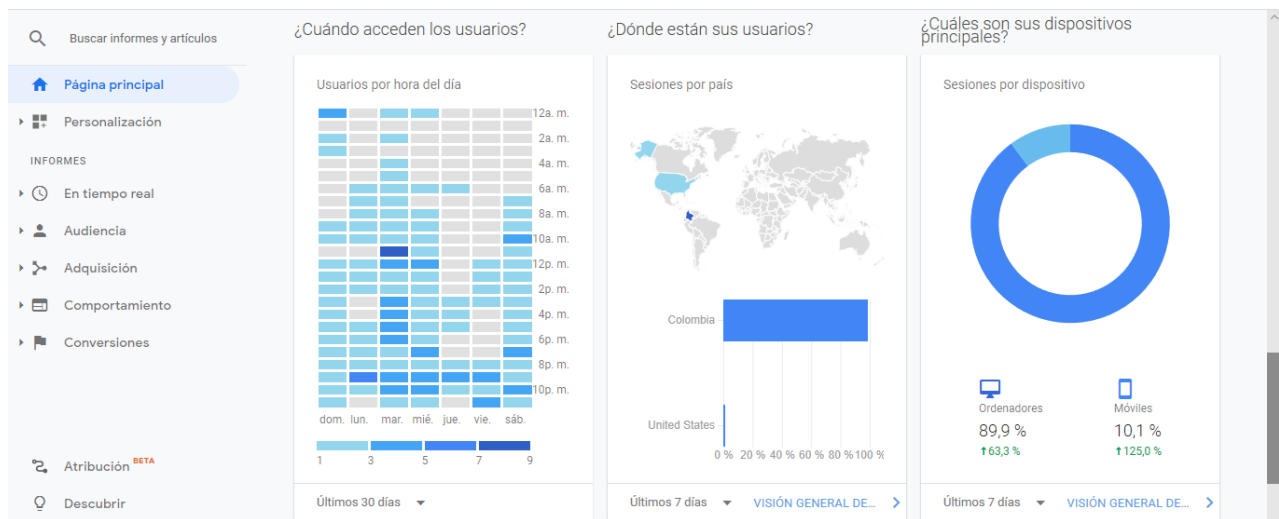 Buscar informes y artículos
Página principal
Personalización
INFORMES
En tiempo real
Audiencia
Adquisición
Comportamiento
Conversiones
Atribución BETA
Descubrir
¿Cuándo acceden los usuarios?
Usuarios por hora del día
12a. m.
2a. m.
4a. m.
6a. m.
8a. m.
10a. m.
12p. m.
2p. m.
4p. m.
6p. m.
8p. m.
10p. m.
dom. lun. mar. mié. jue. vie. sáb.
1 3 5 7 9
Últimos 30 días
¿Dónde están sus usuarios?
Sesiones por país
Colombia
United States
0 % 20 % 40 % 60 % 80 % 100 %
Últimos 7 días VISIÓN GENERAL DE...
¿Cuáles son sus dispositivos
principales?
Sesiones por dispositivo
Ordenadores Móviles
89,9 % 10,1 %
63,3 % 125,0 %
Últimos 7 días VISIÓN GENERAL DE...